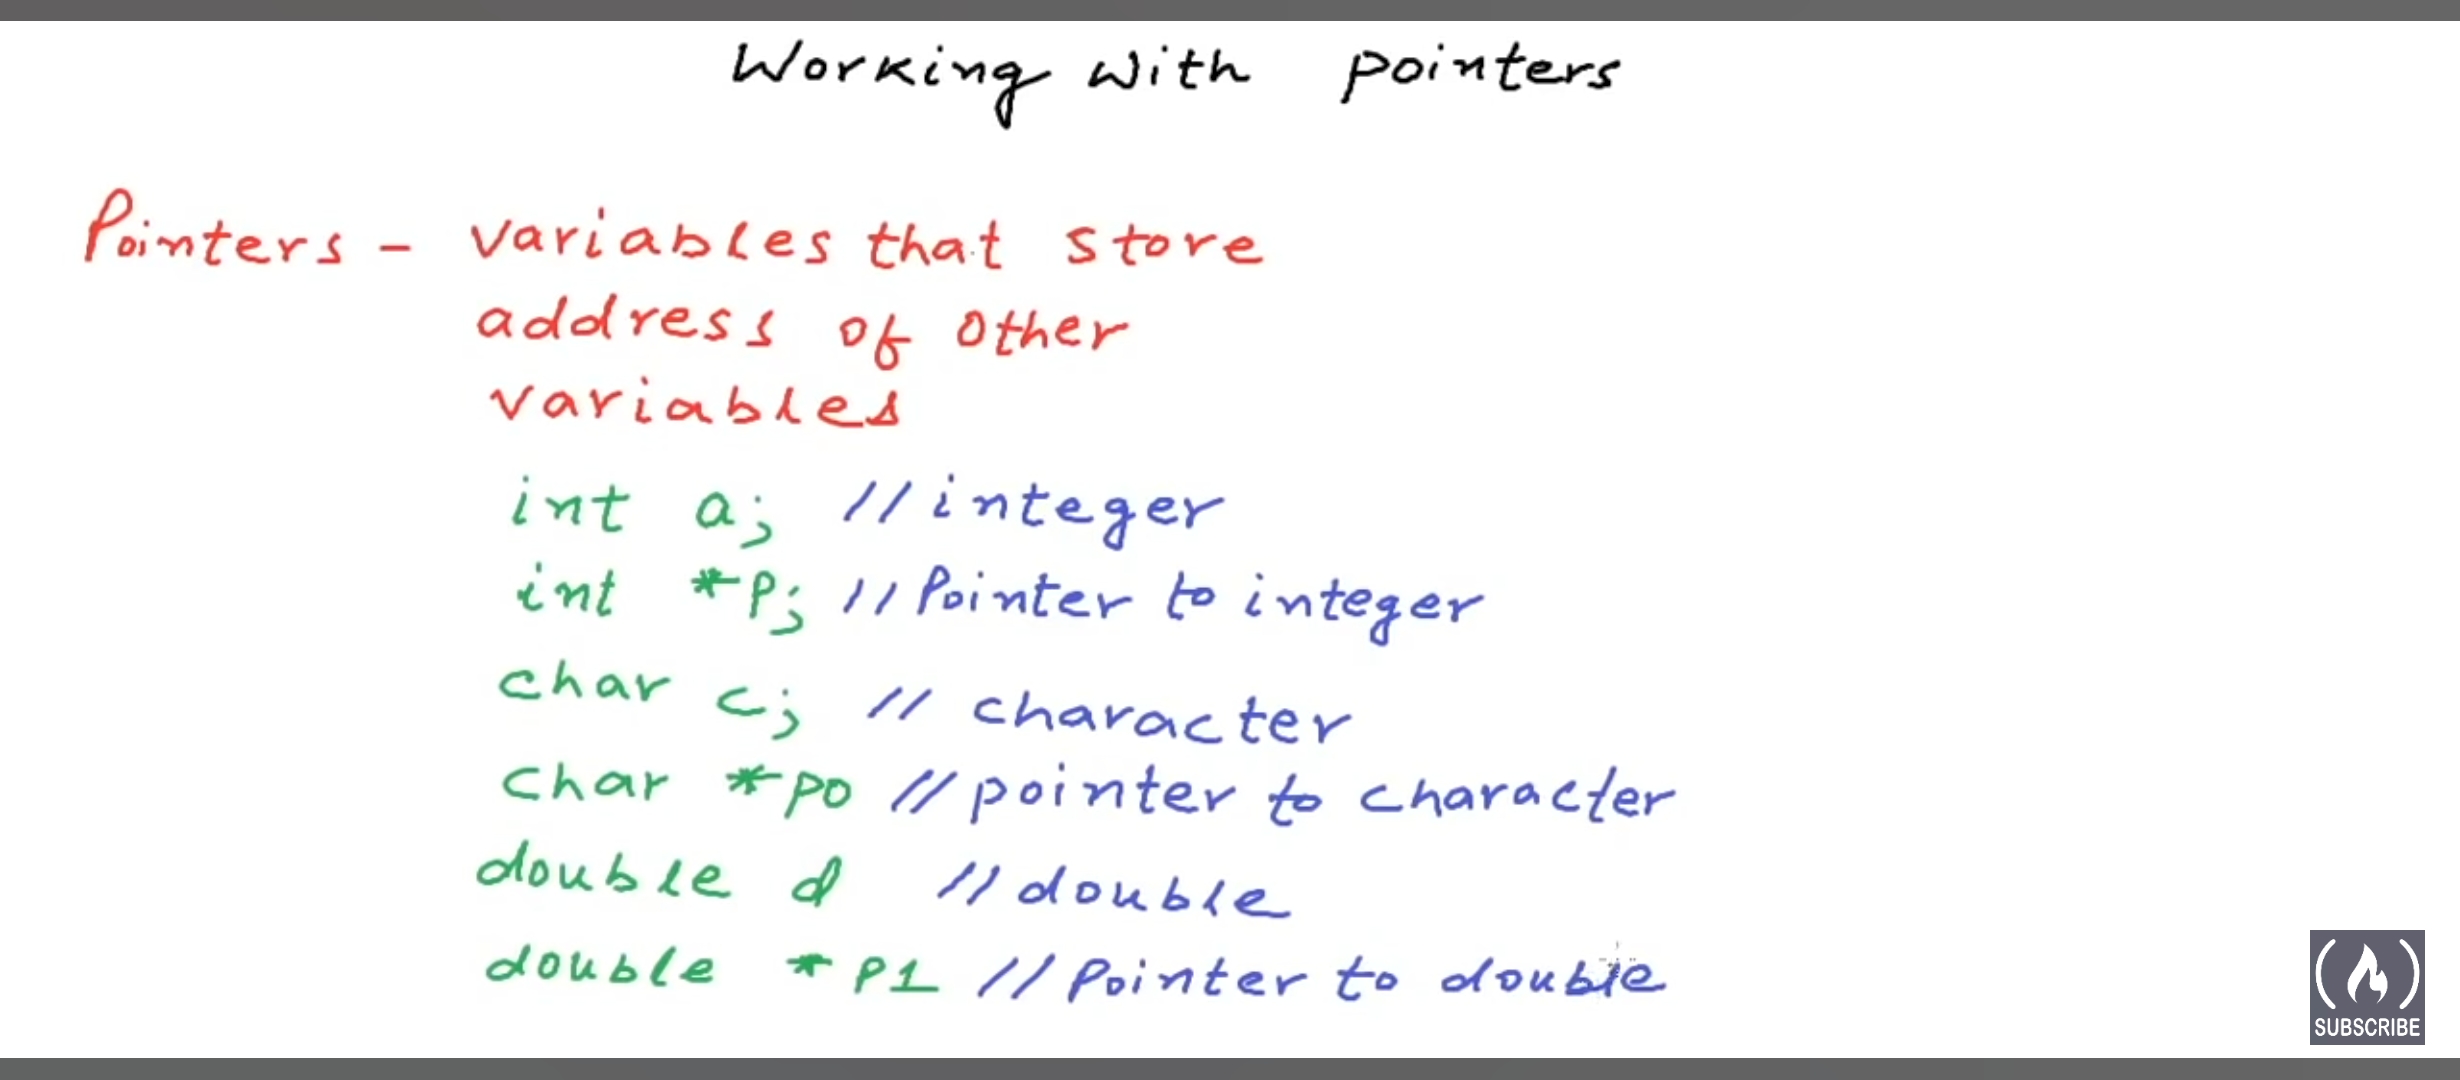 Working with pointers
Pointers - variables that store
address of other
variables
int a; //integer
int *P; //Pointer to integer
char c; // character
char *po //pointer to character
double d //double
double *P1 //Pointer to double
SUBSCRIBE